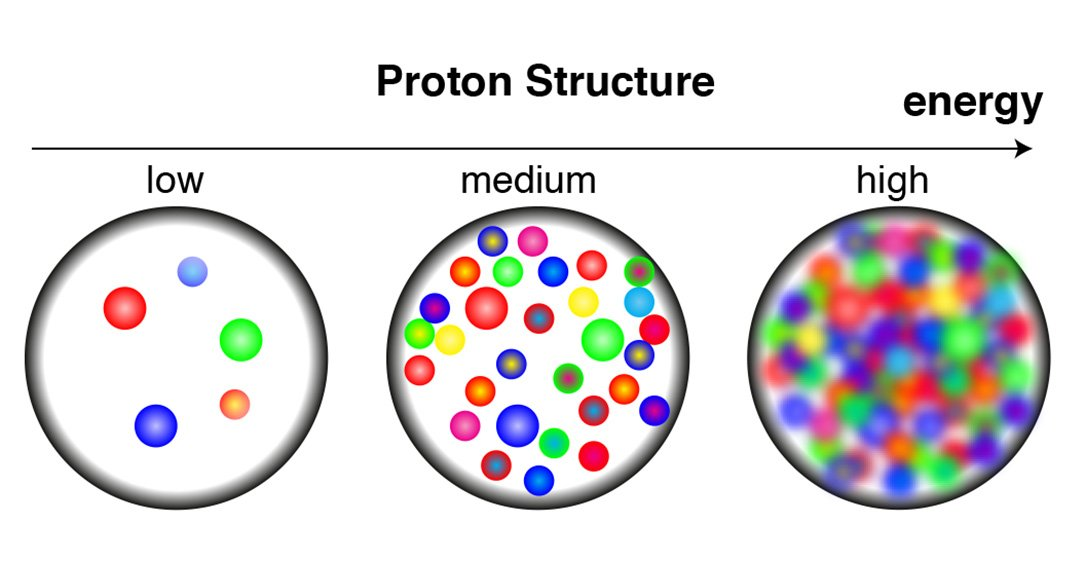 Proton Structure
energy
low
medium
high